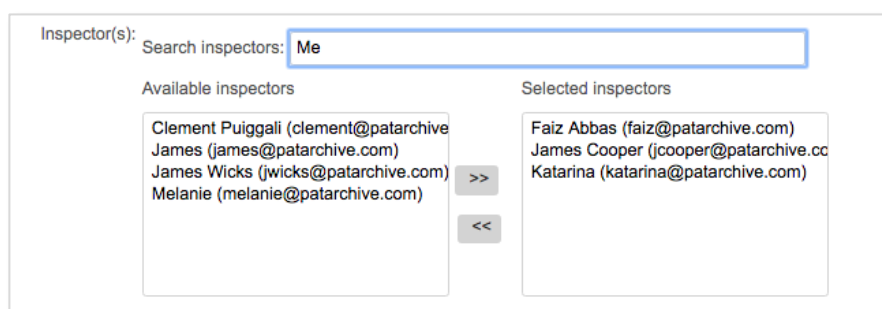 Inspector(s):
Search inspectors: Me
Available inspectors
Selected inspectors
Clement Puiggali (clement@patarchive
James (james@patarchive.com)
James Wicks (jwicks@patarchive.com)
Melanie (melanie@patarchive.com)
>>
<<
Faiz Abbas (faiz@patarchive.com)
James Cooper (jcooper@patarchive.co
Katarina (katarina@patarchive.com)